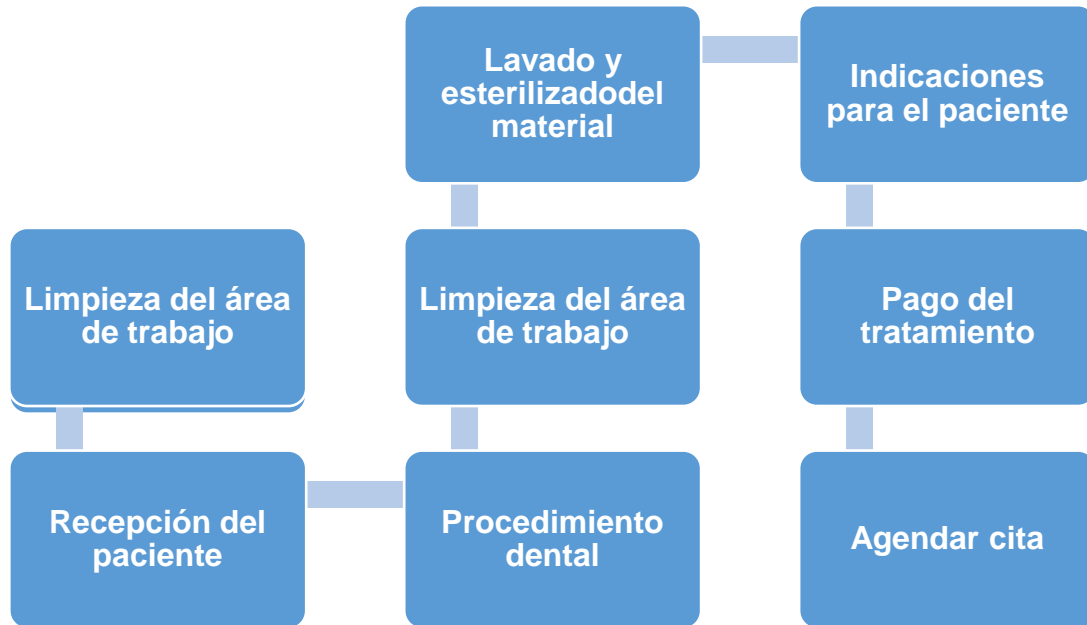 Limpieza del área
de trabajo
Recepción del
paciente
Procedimiento
dental
Limpieza del área
de trabajo
Lavado y
esterilizadodel
material
Indicaciones
para el paciente
Pago del
tratamiento
Agendar cita